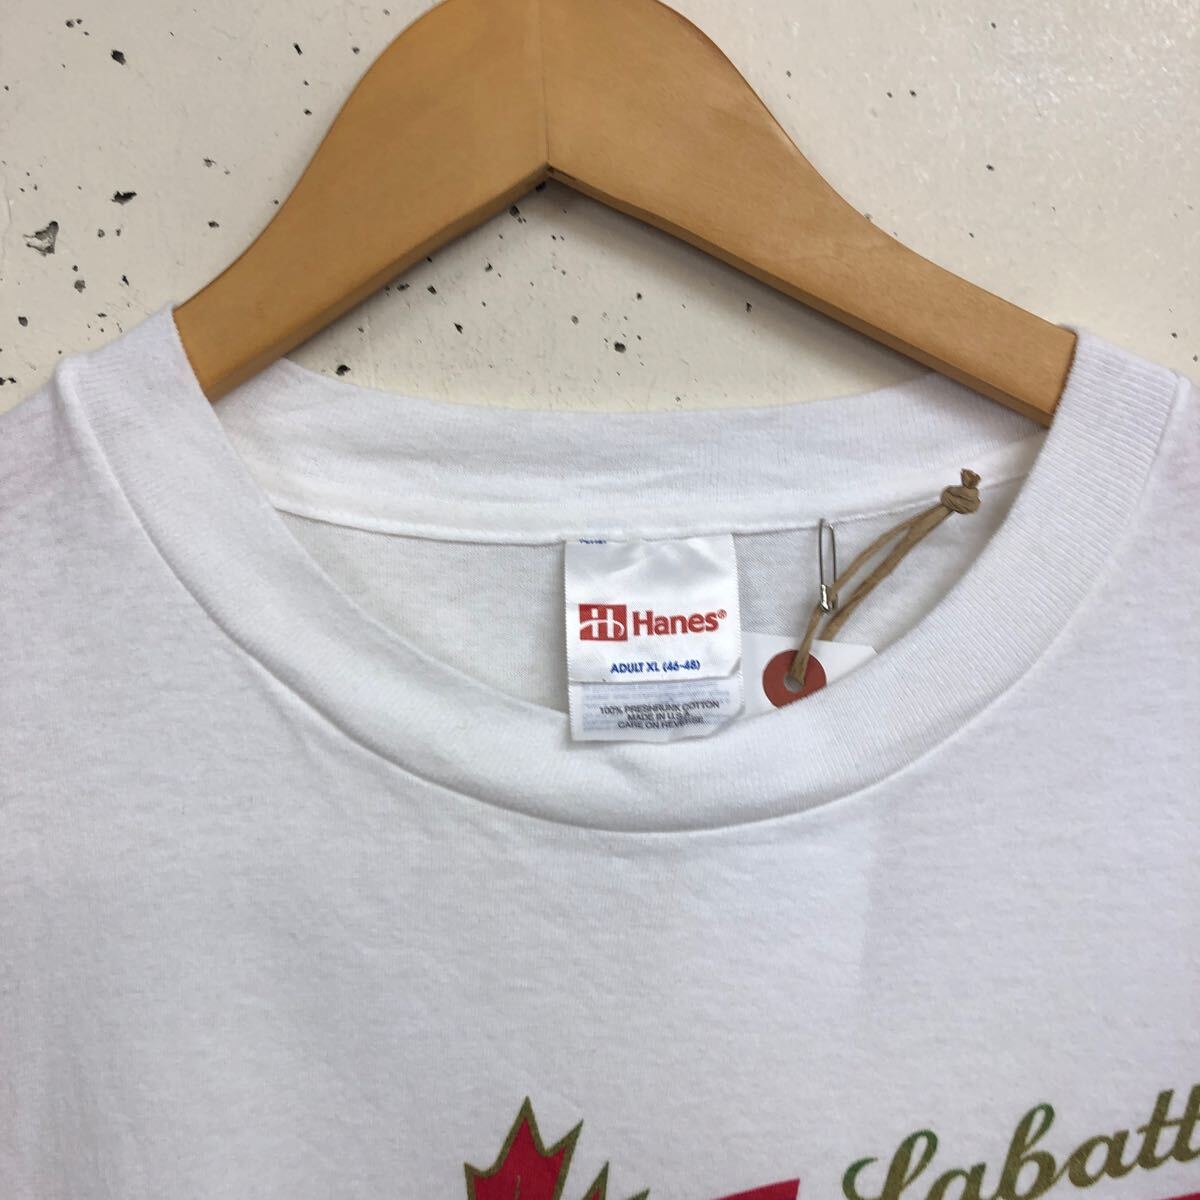 Hanes®
ADULT XL (46-48)
100% PRESHRUNK COTTON
MADE IN U.S.A.
CARE ON REVERSE
Labatt